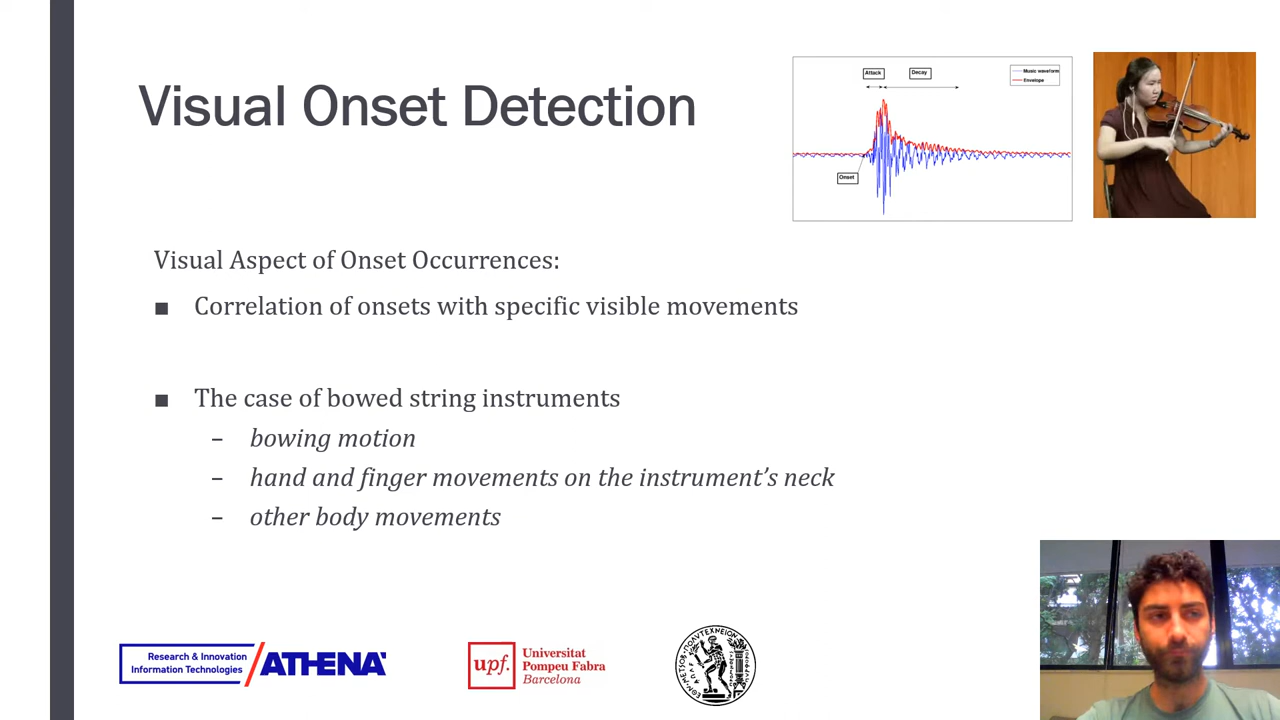 Visual Onset Detection
Attack
Decay
Music waveform
Envelope
Onset
Visual Aspect of Onset Occurrences:
■ Correlation of onsets with specific visible movements
■ The case of bowed string instruments
– bowing motion
– hand and finger movements on the instrument’s neck
– other body movements
Research & Innovation
Information Technologies
ATHENA
upf.
Universitat
Pompeu Fabra
Barcelona